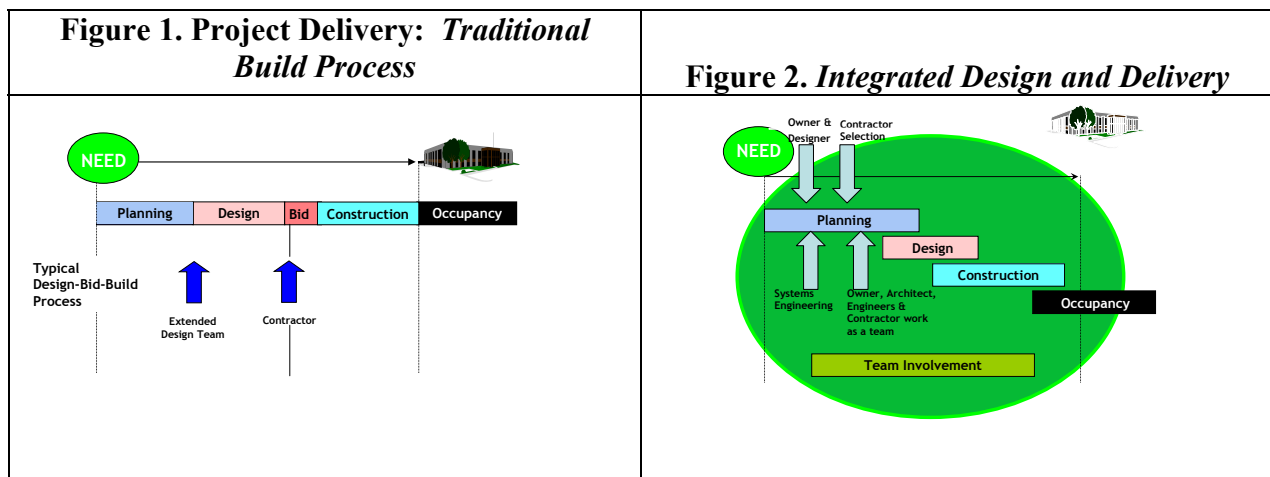 Figure 1. Project Delivery: Traditional
Build Process
NEED
Planning
Design
Bid
Construction
Occupancy
Typical
Design-Bid-Build
Process
Extended
Design Team
Contractor
Figure 2. Integrated Design and Delivery
Owner &
Designer
Contractor
Selection
NEED
Planning
Design
Construction
Systems
Engineering
Owner, Architect,
Engineers &
Contractor work
as a team
Occupancy
Team Involvement